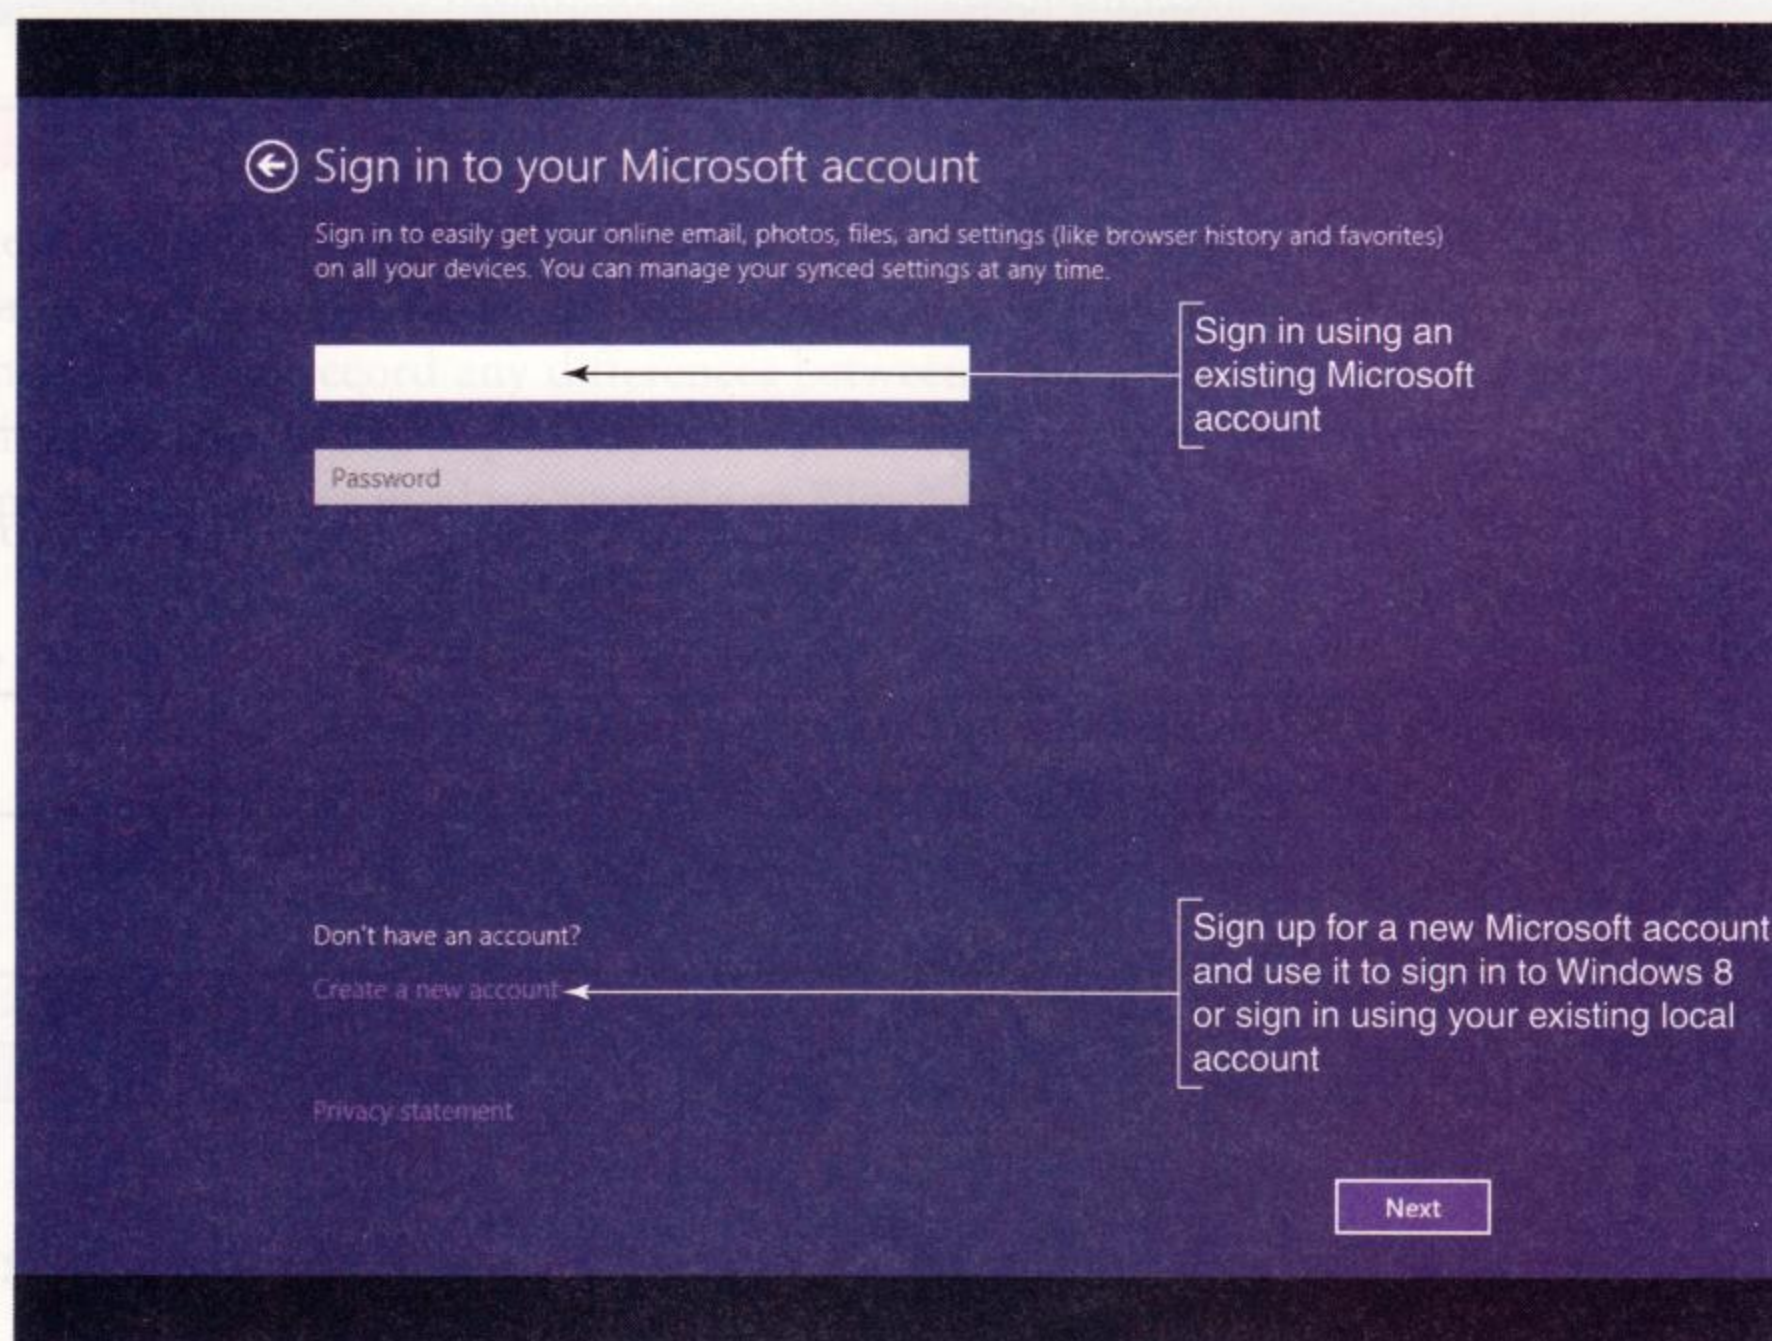 Sign in to your Microsoft account
Sign in to easily get your online email, photos, files, and settings (like browser history and favorites)
on all your devices. You can manage your synced settings at any time.
Sign in using an
existing Microsoft
account
Password
Don't have an account?
Create a new account
Sign up for a new Microsoft account
and use it to sign in to Windows 8
or sign in using your existing local
account
Privacy statement
Next